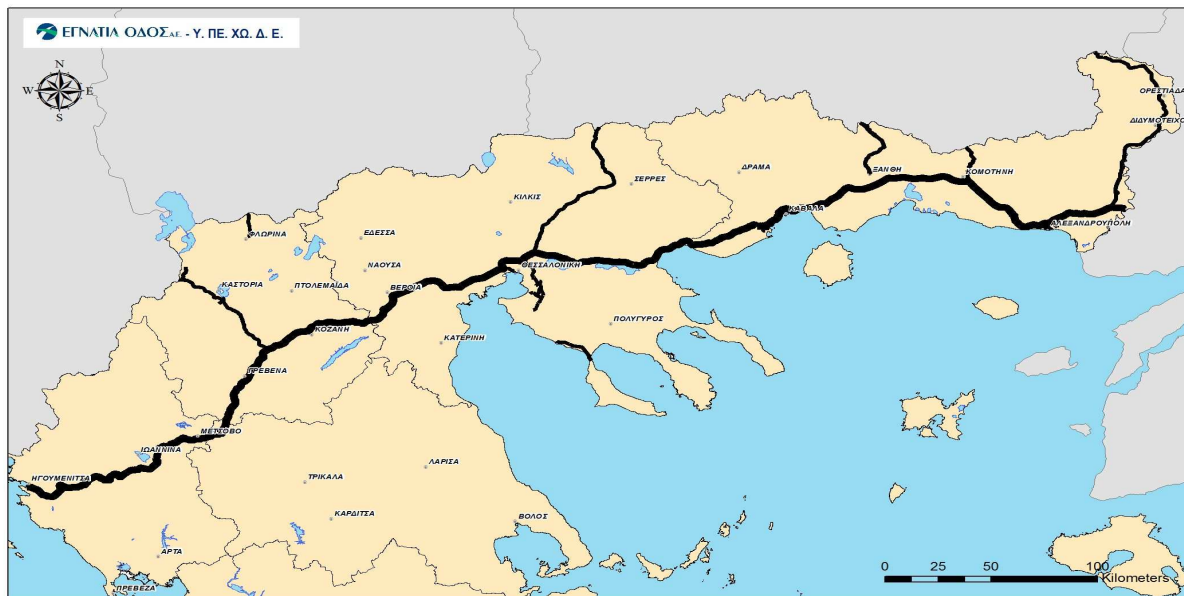 ΕΓΝΑΤΙΑ ΟΔΟΣ Α.Ε. - Υ. ΠΕ. ΧΩ. Δ. Ε.
N
W E
S
ΟΡΕΣΤΙΑΔΑ
ΔΙΔΥΜΟΤΕΙΧΟ
ΔΡΑΜΑ
ΞΑΝΘΗ
ΚΟΜΟΤΗΝΗ
ΣΕΡΡΕΣ
ΚΙΛΚΙΣ
ΚΑΒΑΛΑ
ΑΛΕΞΑΝΔΡΟΥΠΟΛΗ
ΦΛΩΡΙΝΑ
ΕΔΕΣΣΑ
ΝΑΟΥΣΑ
ΘΕΣΣΑΛΟΝΙΚΗ
ΚΑΣΤΟΡΙΑ
ΠΤΟΛΕΜΑΪΔΑ
ΒΕΡΟΙΑ
ΠΟΛΥΓΥΡΟΣ
ΚΟΖΑΝΗ
ΚΑΤΕΡΙΝΗ
ΓΡΕΒΕΝΑ
ΜΕΤΣΟΒΟ
ΙΩΑΝΝΙΝΑ
ΛΑΡΙΣΑ
ΗΓΟΥΜΕΝΙΤΣΑ
ΤΡΙΚΑΛΑ
ΚΑΡΔΙΤΣΑ
ΒΟΛΟΣ
ΑΡΤΑ
ΠΡΕΒΕΖΑ
0 25 50 100
Kilometers